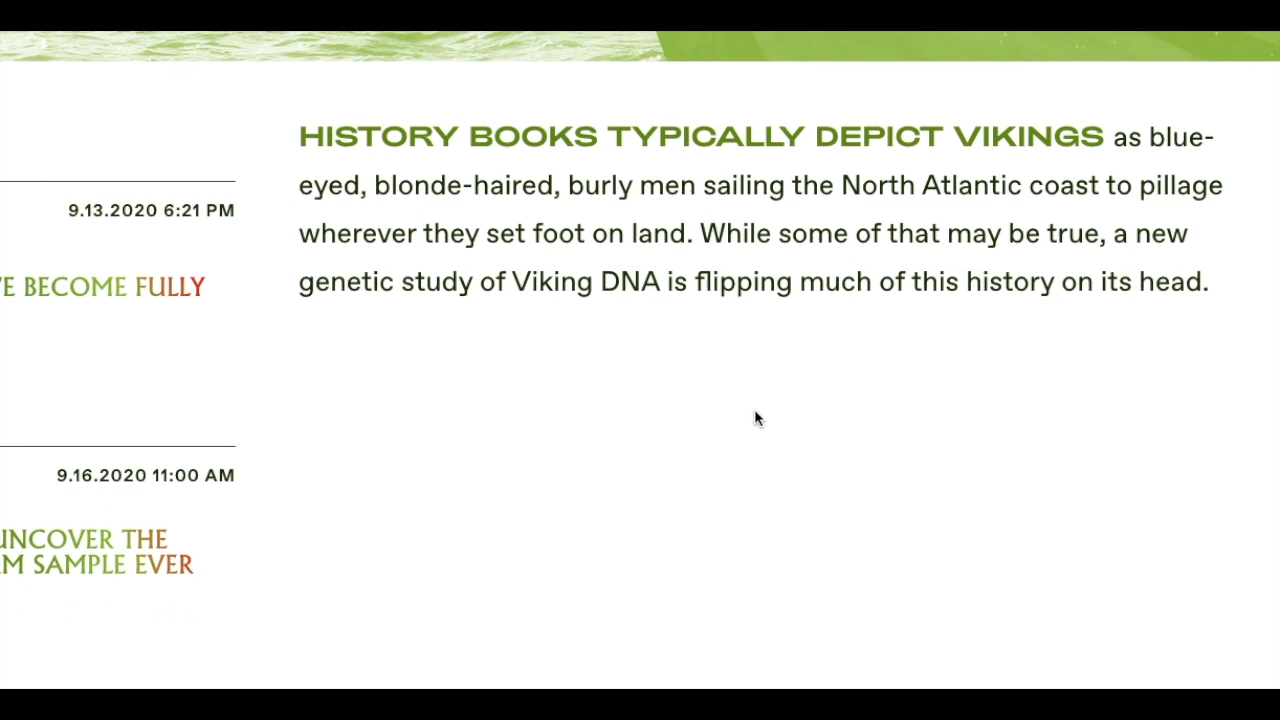 HISTORY BOOKS TYPICALLY DEPICT VIKINGS as blue-
eyed, blonde-haired, burly men sailing the North Atlantic coast to pillage
wherever they set foot on land. While some of that may be true, a new
genetic study of Viking DNA is flipping much of this history on its head.
9.13.2020 6:21 PM
BECOME FULLY
9.16.2020 11:00 AM
UNCOVER THE
SAMPLE EVER